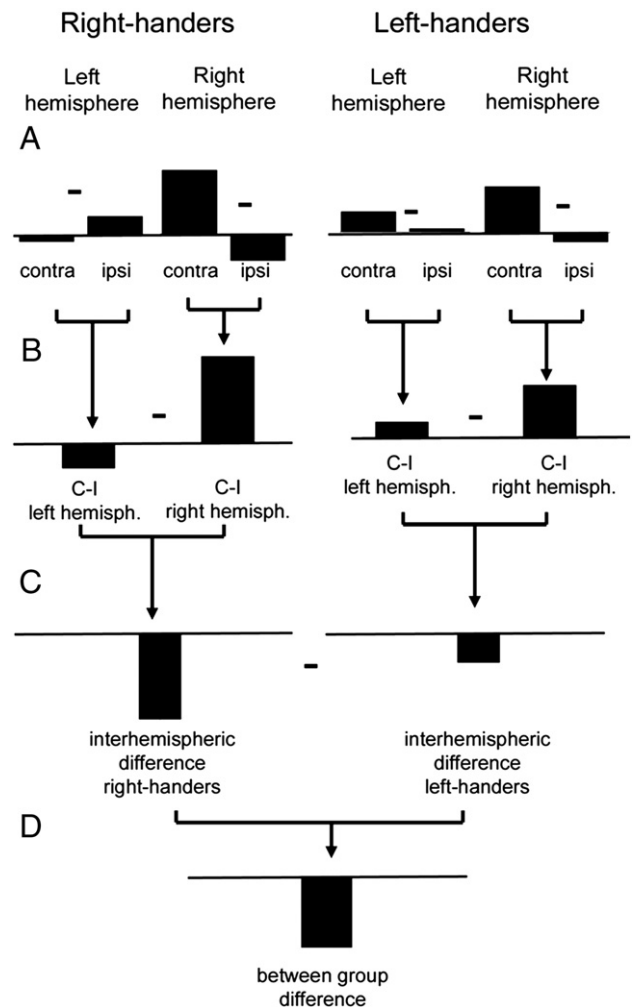 Right-handers Left-handers
Left hemisphere Right hemisphere Left hemisphere Right hemisphere
A
contra ipsi contra ipsi contra ipsi contra ipsi
B
C-I C-I C-I C-I
left hemisph. right hemisph. left hemisph. right hemisph.
C
interhemispheric interhemispheric
difference difference
right-handers left-handers
D
between group
difference